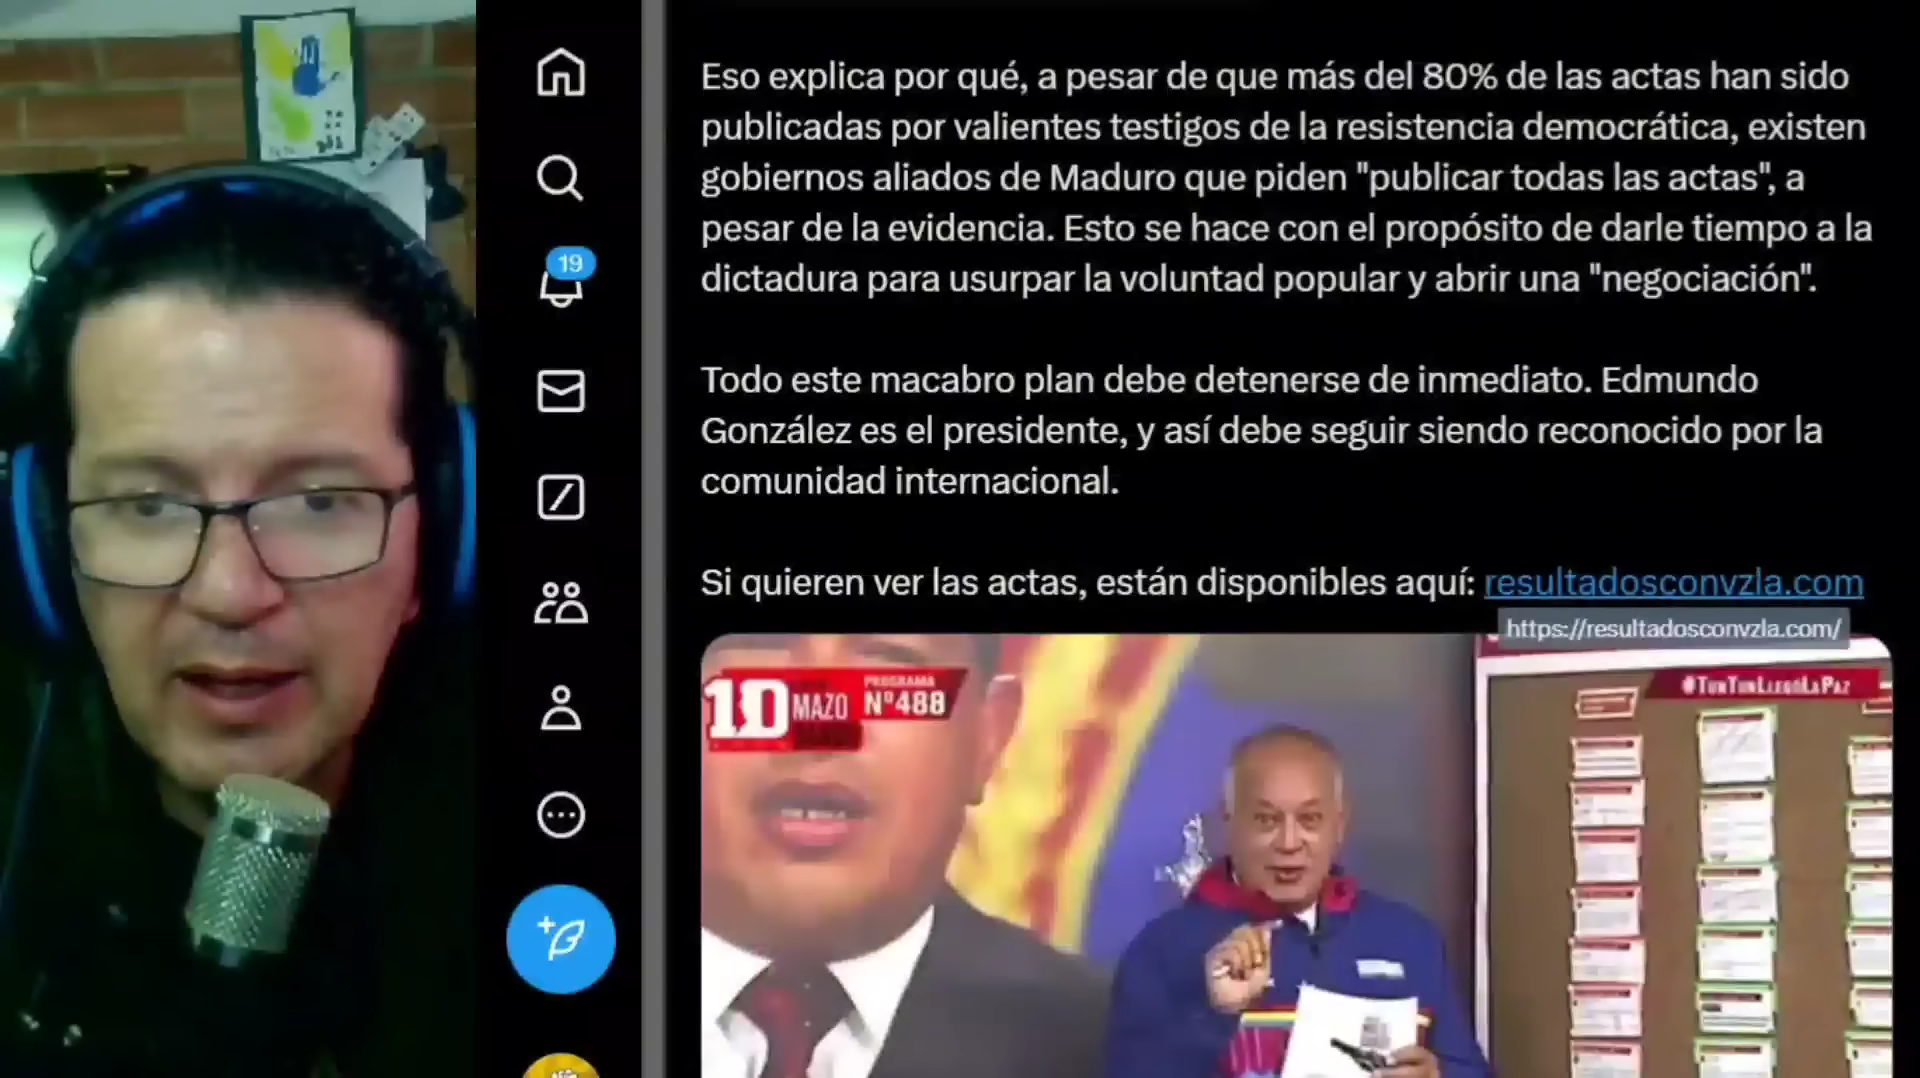 19
Eso explica por qué, a pesar de que más del 80% de las actas han sido
publicadas por valientes testigos de la resistencia democrática, existen
gobiernos aliados de Maduro que piden "publicar todas las actas", a
pesar de la evidencia. Esto se hace con el propósito de darle tiempo a la
dictadura para usurpar la voluntad popular y abrir una "negociación".
Todo este macabro plan debe detenerse de inmediato. Edmundo
González es el presidente, y así debe seguir siendo reconocido por la
comunidad internacional.
Si quieren ver las actas, están disponibles aquí: resultadosconvzla.com
https://resultadosconvzla.com/
MAZO
PROGRAMA
Nº488
#TunTunLlegóLaPaz